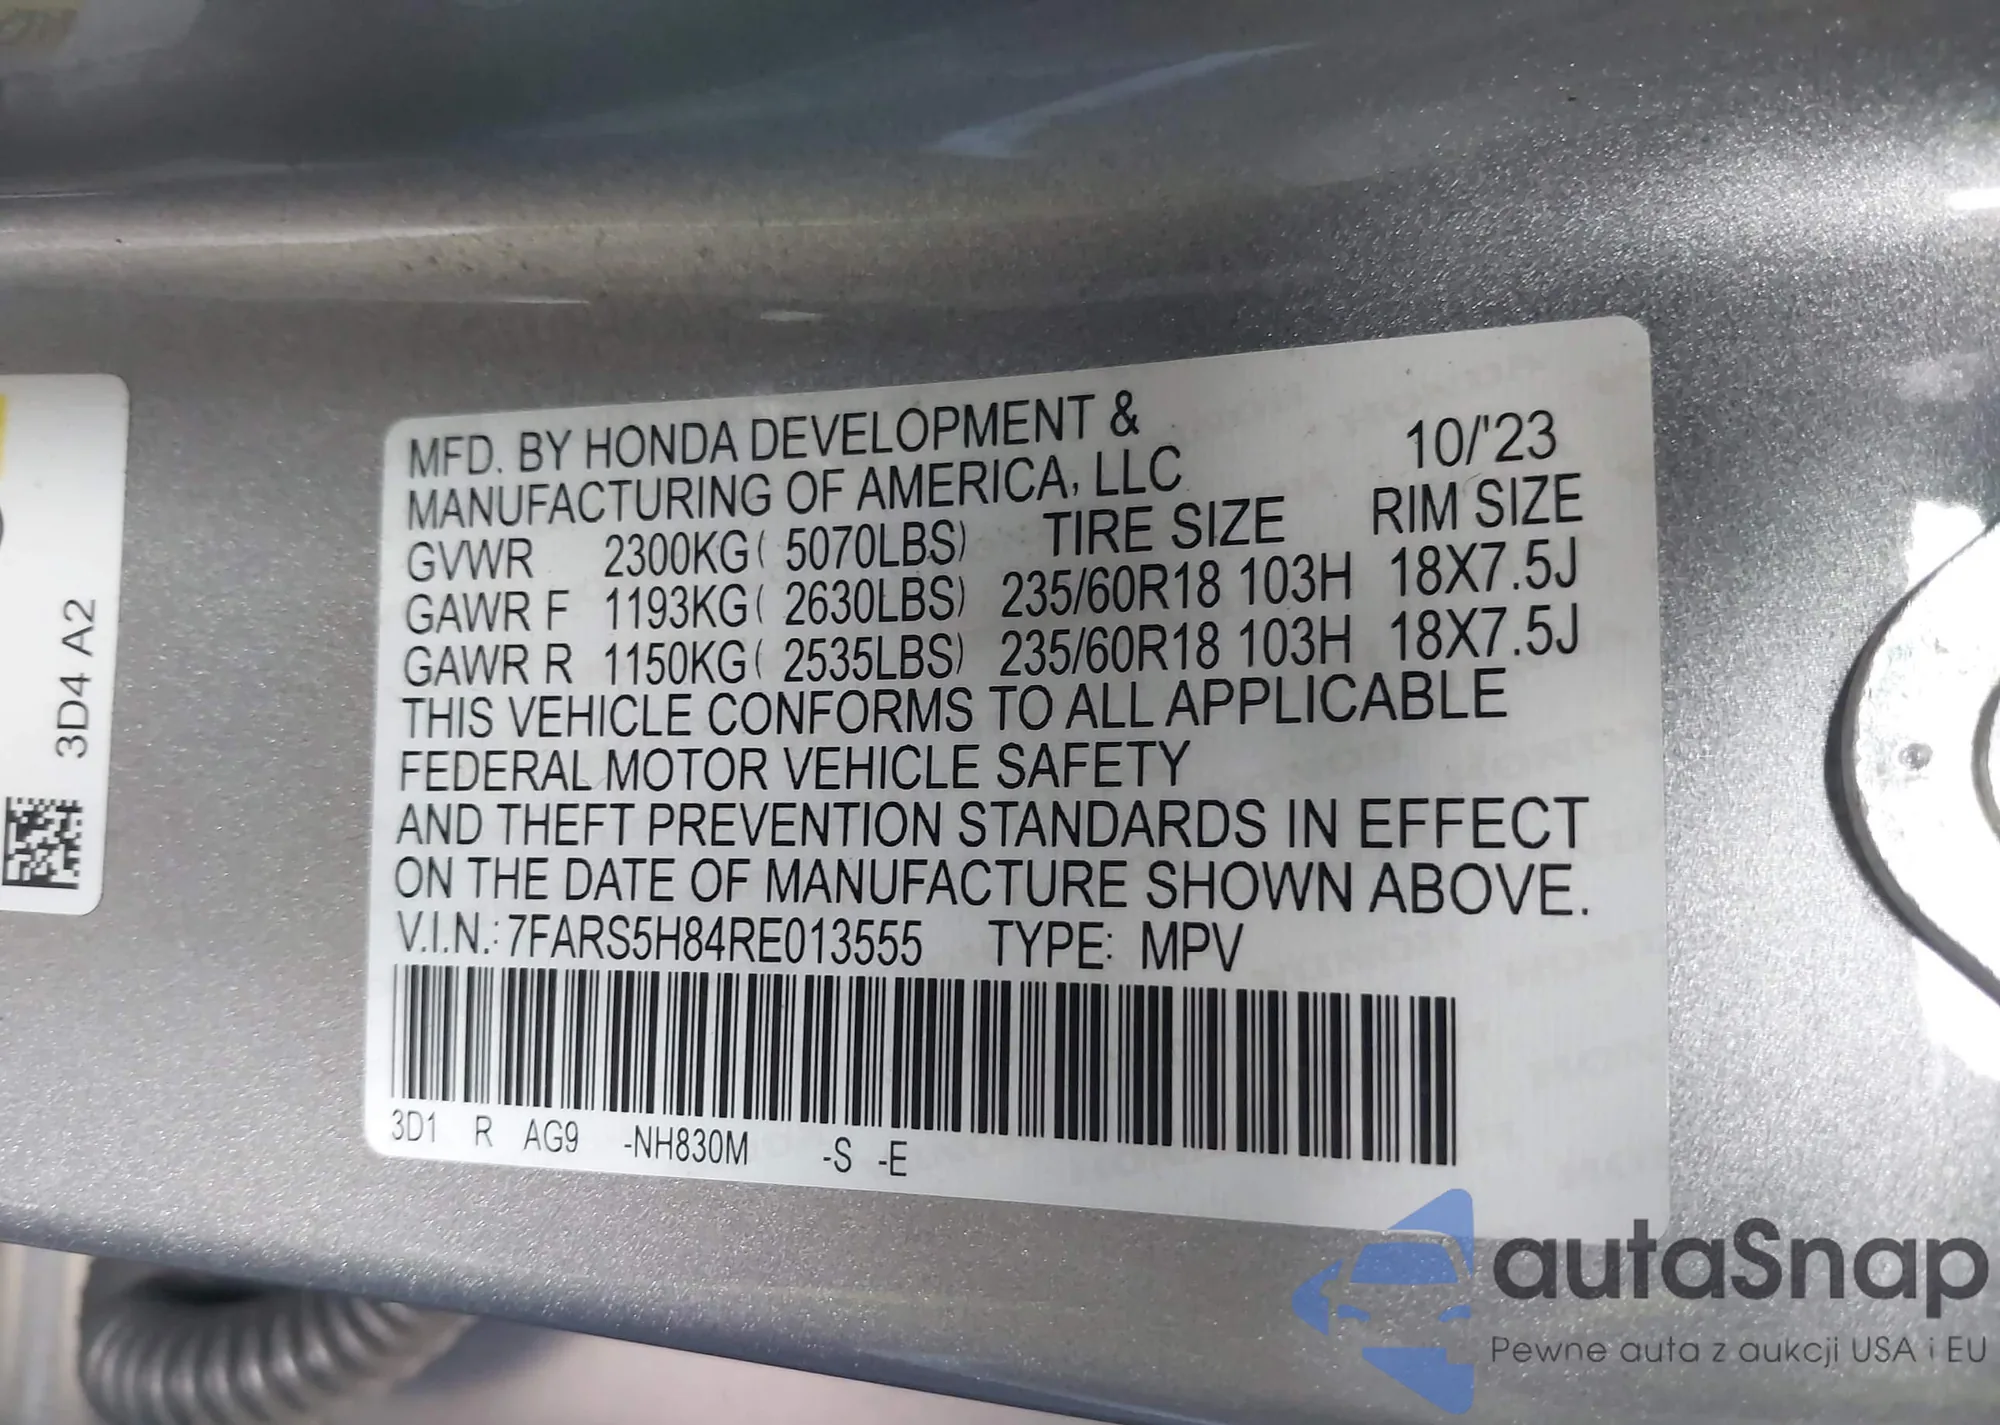 MFD. BY HONDA DEVELOPMENT &
MANUFACTURING OF AMERICA, LLC 10/'23
GVWR 2300KG( 5070LBS) TIRE SIZE RIM SIZE
GAWR F 1193KG( 2630LBS) 235/60R18 103H 18X7.5J
GAWR R 1150KG( 2535LBS) 235/60R18 103H 18X7.5J
THIS VEHICLE CONFORMS TO ALL APPLICABLE
FEDERAL MOTOR VEHICLE SAFETY
AND THEFT PREVENTION STANDARDS IN EFFECT
ON THE DATE OF MANUFACTURE SHOWN ABOVE.
V.I.N.: 7FARS5H84RE013555 TYPE: MPV
3D1 R AG9 -NH830M -S -E
3D4 A2
autaSnap
Pewne auta z aukcji USA i EU